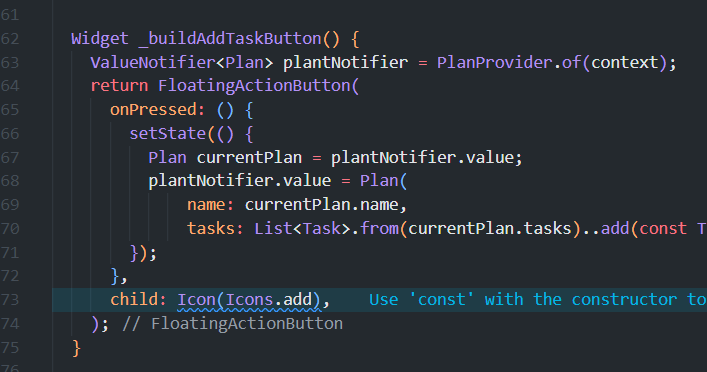 61
62 Widget _buildAddTaskButton() {
63 ValueNotifier<Plan> plantNotifier = PlanProvider.of(context);
64 return FloatingActionButton(
65 onPressed: () {
66 setState(() {
67 Plan currentPlan = plantNotifier.value;
68 plantNotifier.value = Plan(
69 name: currentPlan.name,
70 tasks: List<Task>.from(currentPlan.tasks)..add(const T
71 });
72 },
73 child: Icon(Icons.add), Use 'const' with the constructor to
74 ); // FloatingActionButton
75 }
76